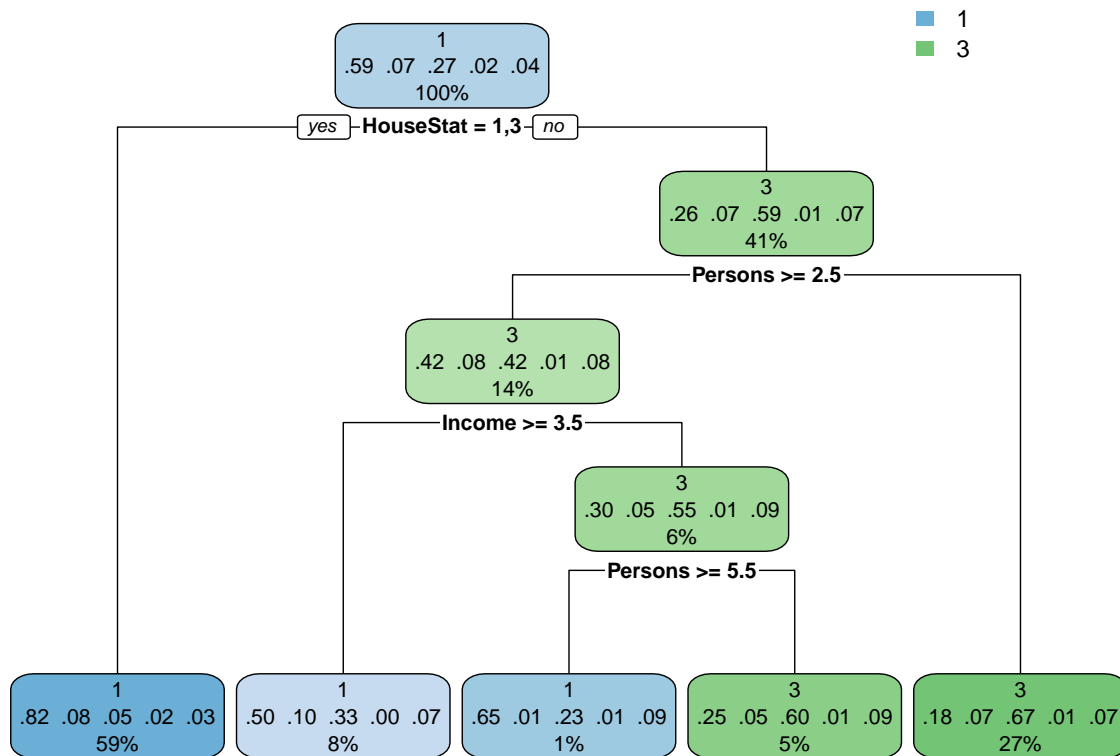 1
3
1
.59 .07 .27 .02 .04
100%
yes HouseStat = 1,3 no
3
.26 .07 .59 .01 .07
41%
Persons >= 2.5
3
.42 .08 .42 .01 .08
14%
Income >= 3.5
3
.30 .05 .55 .01 .09
6%
Persons >= 5.5
1
.82 .08 .05 .02 .03
59%
1
.50 .10 .33 .00 .07
8%
1
.65 .01 .23 .01 .09
1%
3
.25 .05 .60 .01 .09
5%
3
.18 .07 .67 .01 .07
27%